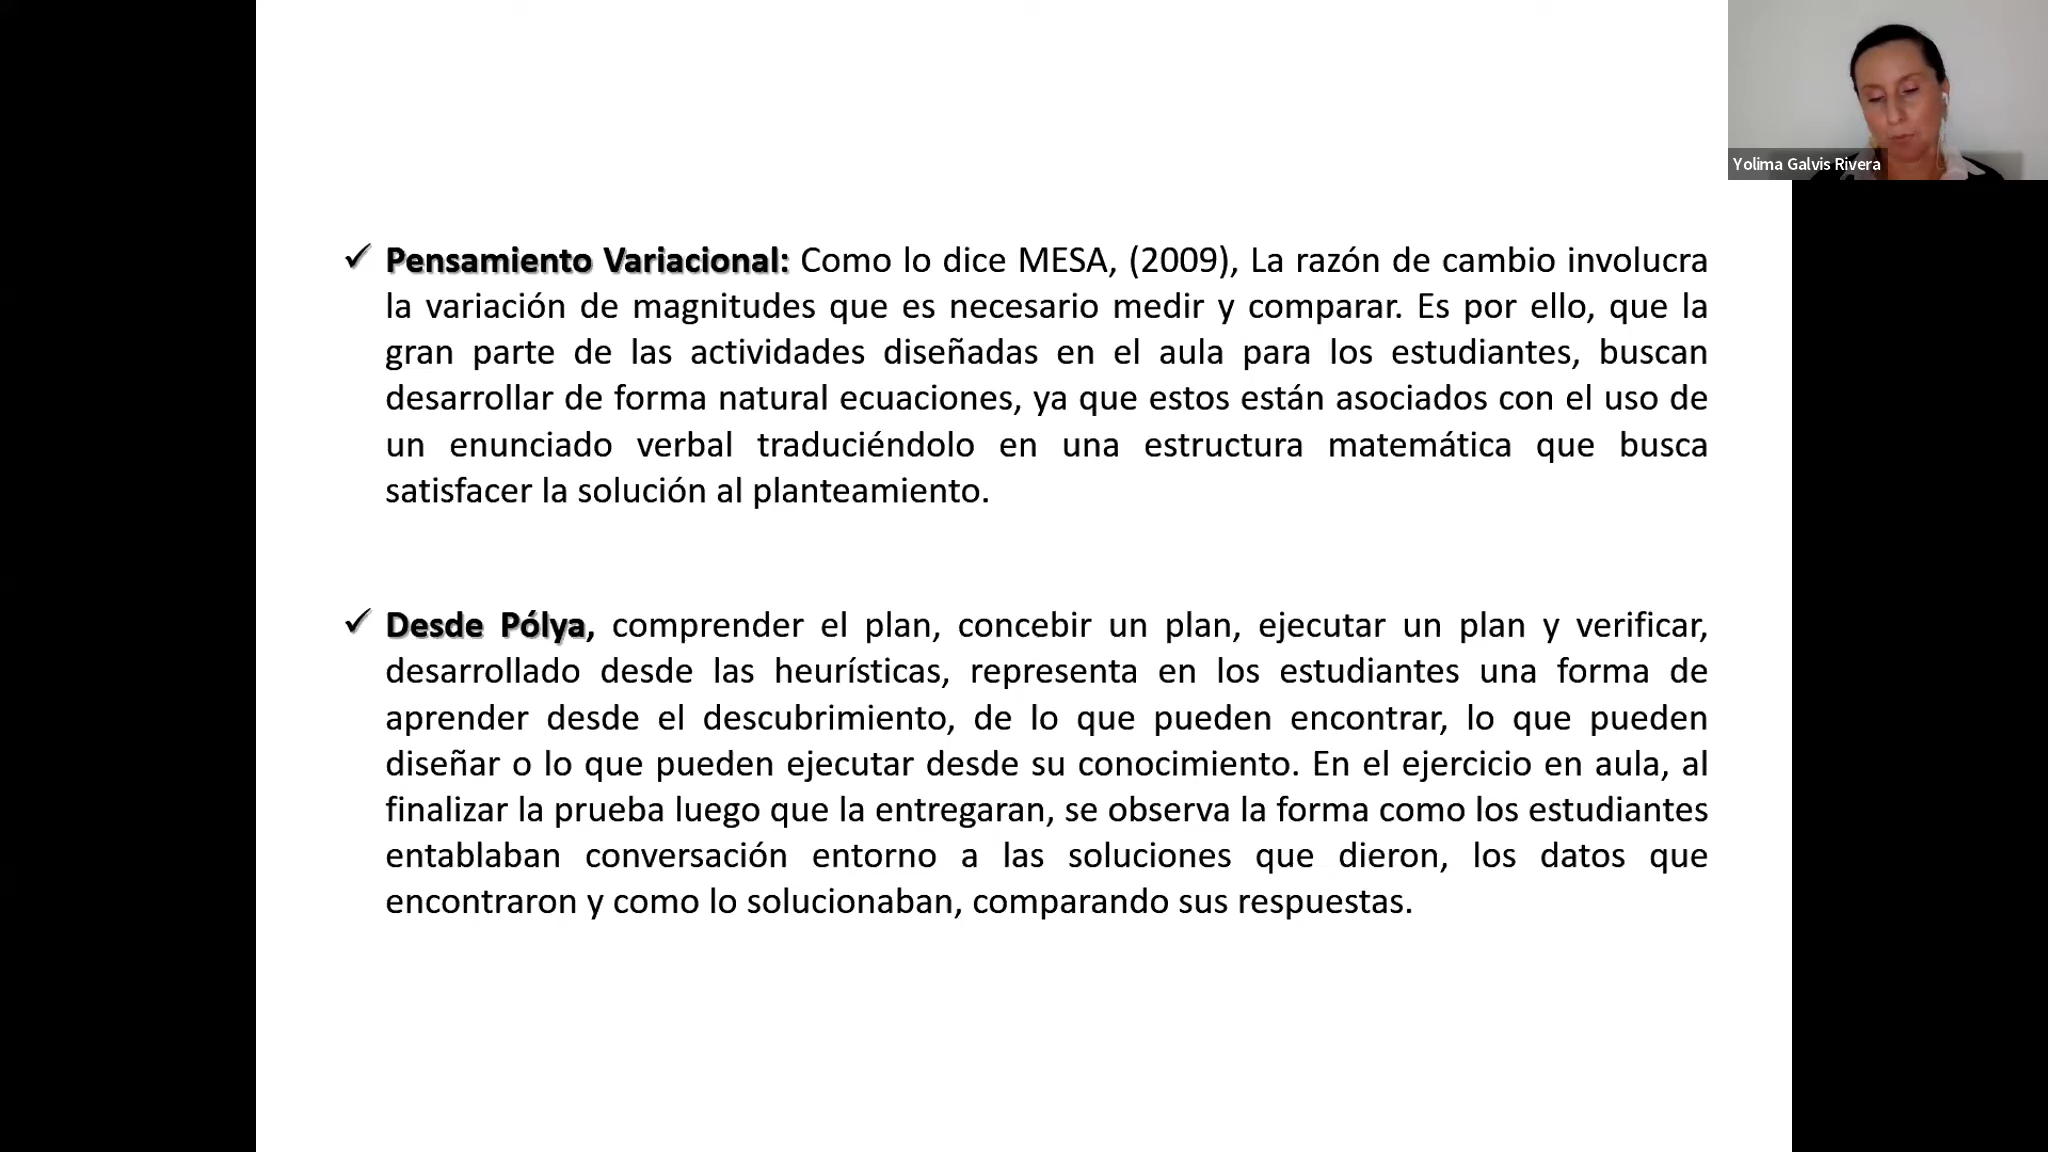 Yolima Galvis Rivera
✓ Pensamiento Variacional: Como lo dice MESA, (2009), La razón de cambio involucra
la variación de magnitudes que es necesario medir y comparar. Es por ello, que la
gran parte de las actividades diseñadas en el aula para los estudiantes, buscan
desarrollar de forma natural ecuaciones, ya que estos están asociados con el uso de
un enunciado verbal traduciéndolo en una estructura matemática que busca
satisfacer la solución al planteamiento.
✓ Desde Pólya, comprender el plan, concebir un plan, ejecutar un plan y verificar,
desarrollado desde las heurísticas, representa en los estudiantes una forma de
aprender desde el descubrimiento, de lo que pueden encontrar, lo que pueden
diseñar o lo que pueden ejecutar desde su conocimiento. En el ejercicio en aula, al
finalizar la prueba luego que la entregaran, se observa la forma como los estudiantes
entablaban conversación entorno a las soluciones que dieron, los datos que
encontraron y como lo solucionaban, comparando sus respuestas.